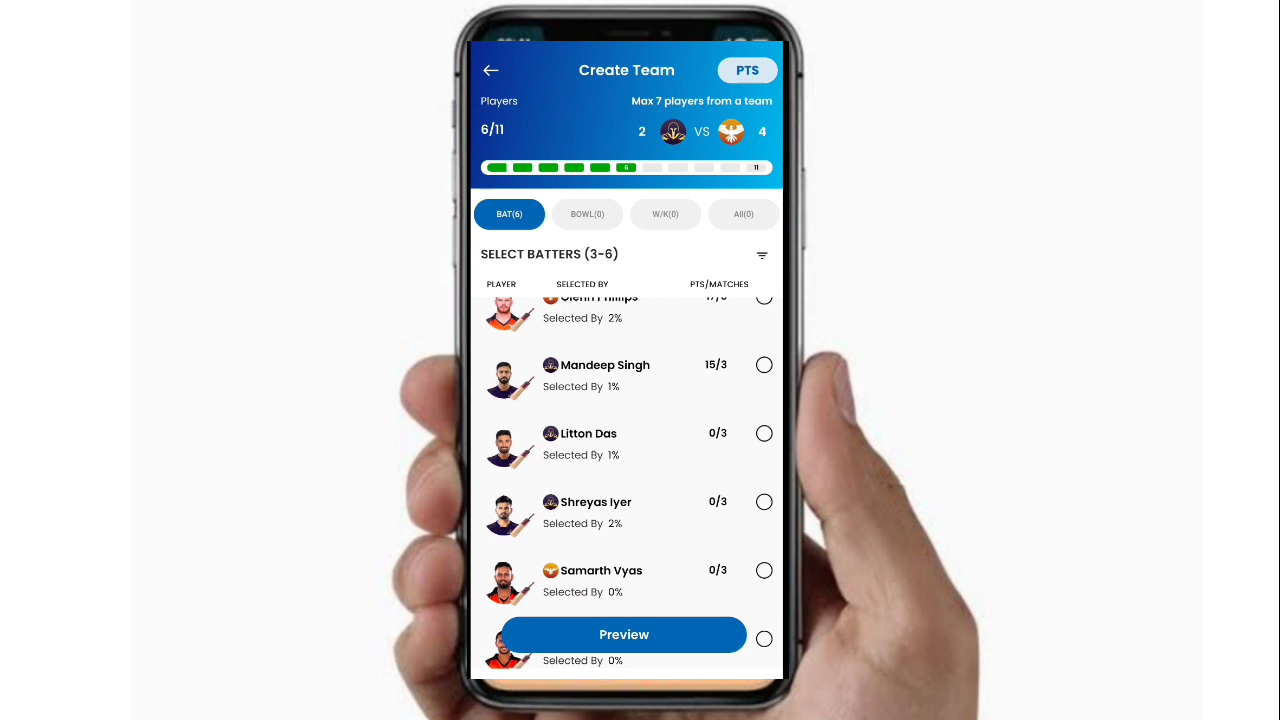 Create Team PTS
Players Max 7 players from a team
6/11 2 VS 4
6 11
BAT(6) BOWL(0) W/K(0) All(0)
SELECT BATTERS (3-6)
PLAYER SELECTED BY PTS/MATCHES
Glenn Phillips
Selected By 2%
Mandeep Singh 15/3
Selected By 1%
Litton Das 0/3
Selected By 1%
Shreyas Iyer 0/3
Selected By 2%
Samarth Vyas 0/3
Selected By 0%
Preview
Selected By 0%